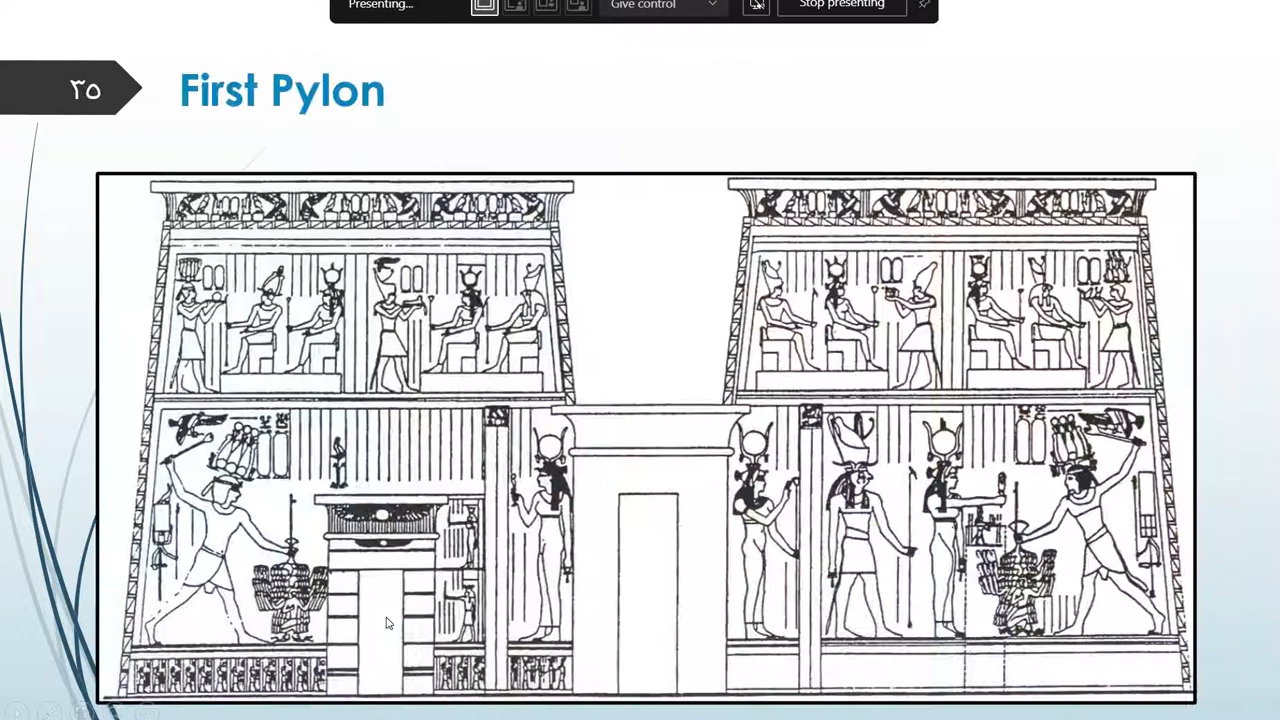 Presenting...
Give control
Stop presenting
٣٥
First Pylon